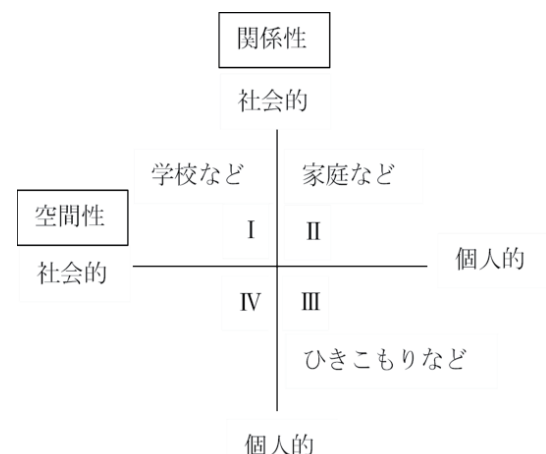 関係性
社会的
学校など
家庭など
空間性
Ⅰ
Ⅱ
社会的
個人的
Ⅳ
Ⅲ
ひきこもりなど
個人的